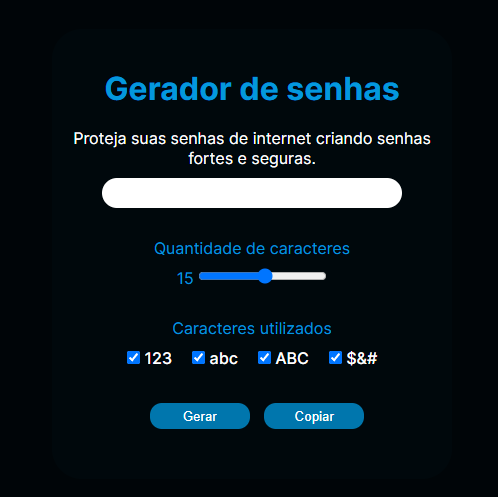 Gerador de senhas
Proteja suas senhas de internet criando senhas
fortes e seguras.
Quantidade de caracteres
15
Caracteres utilizados
123 abc ABC $&#
Gerar Copiar